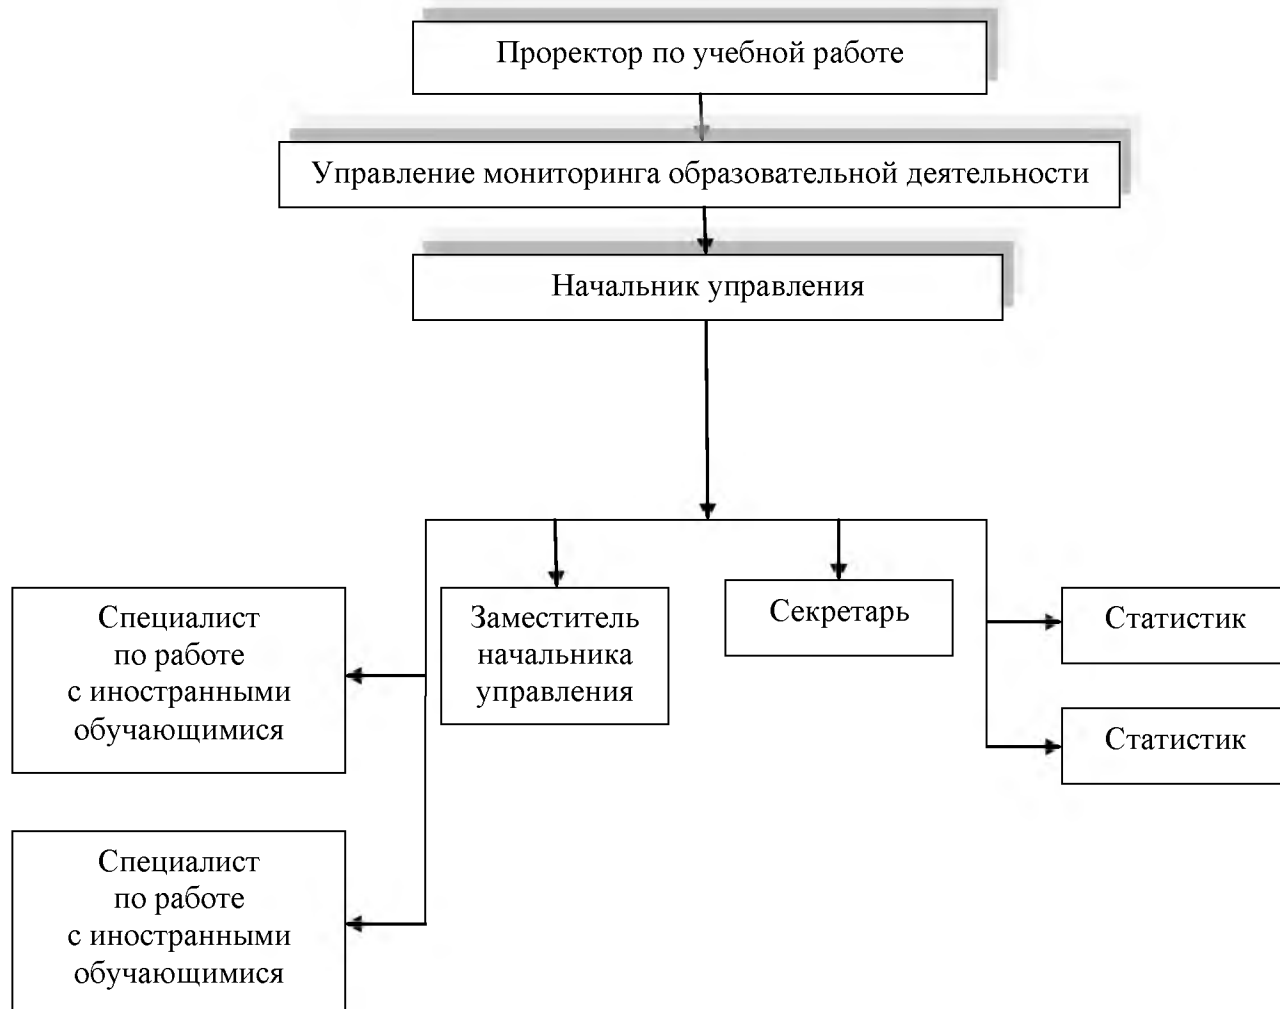 Проректор по учебной работе
Управление мониторинга образовательной деятельности
Начальник управления
Специалист
по работе
с иностранными
обучающимися
Заместитель
начальника
управления
Секретарь
Статистик
Статистик
Специалист
по работе
с иностранными
обучающимися